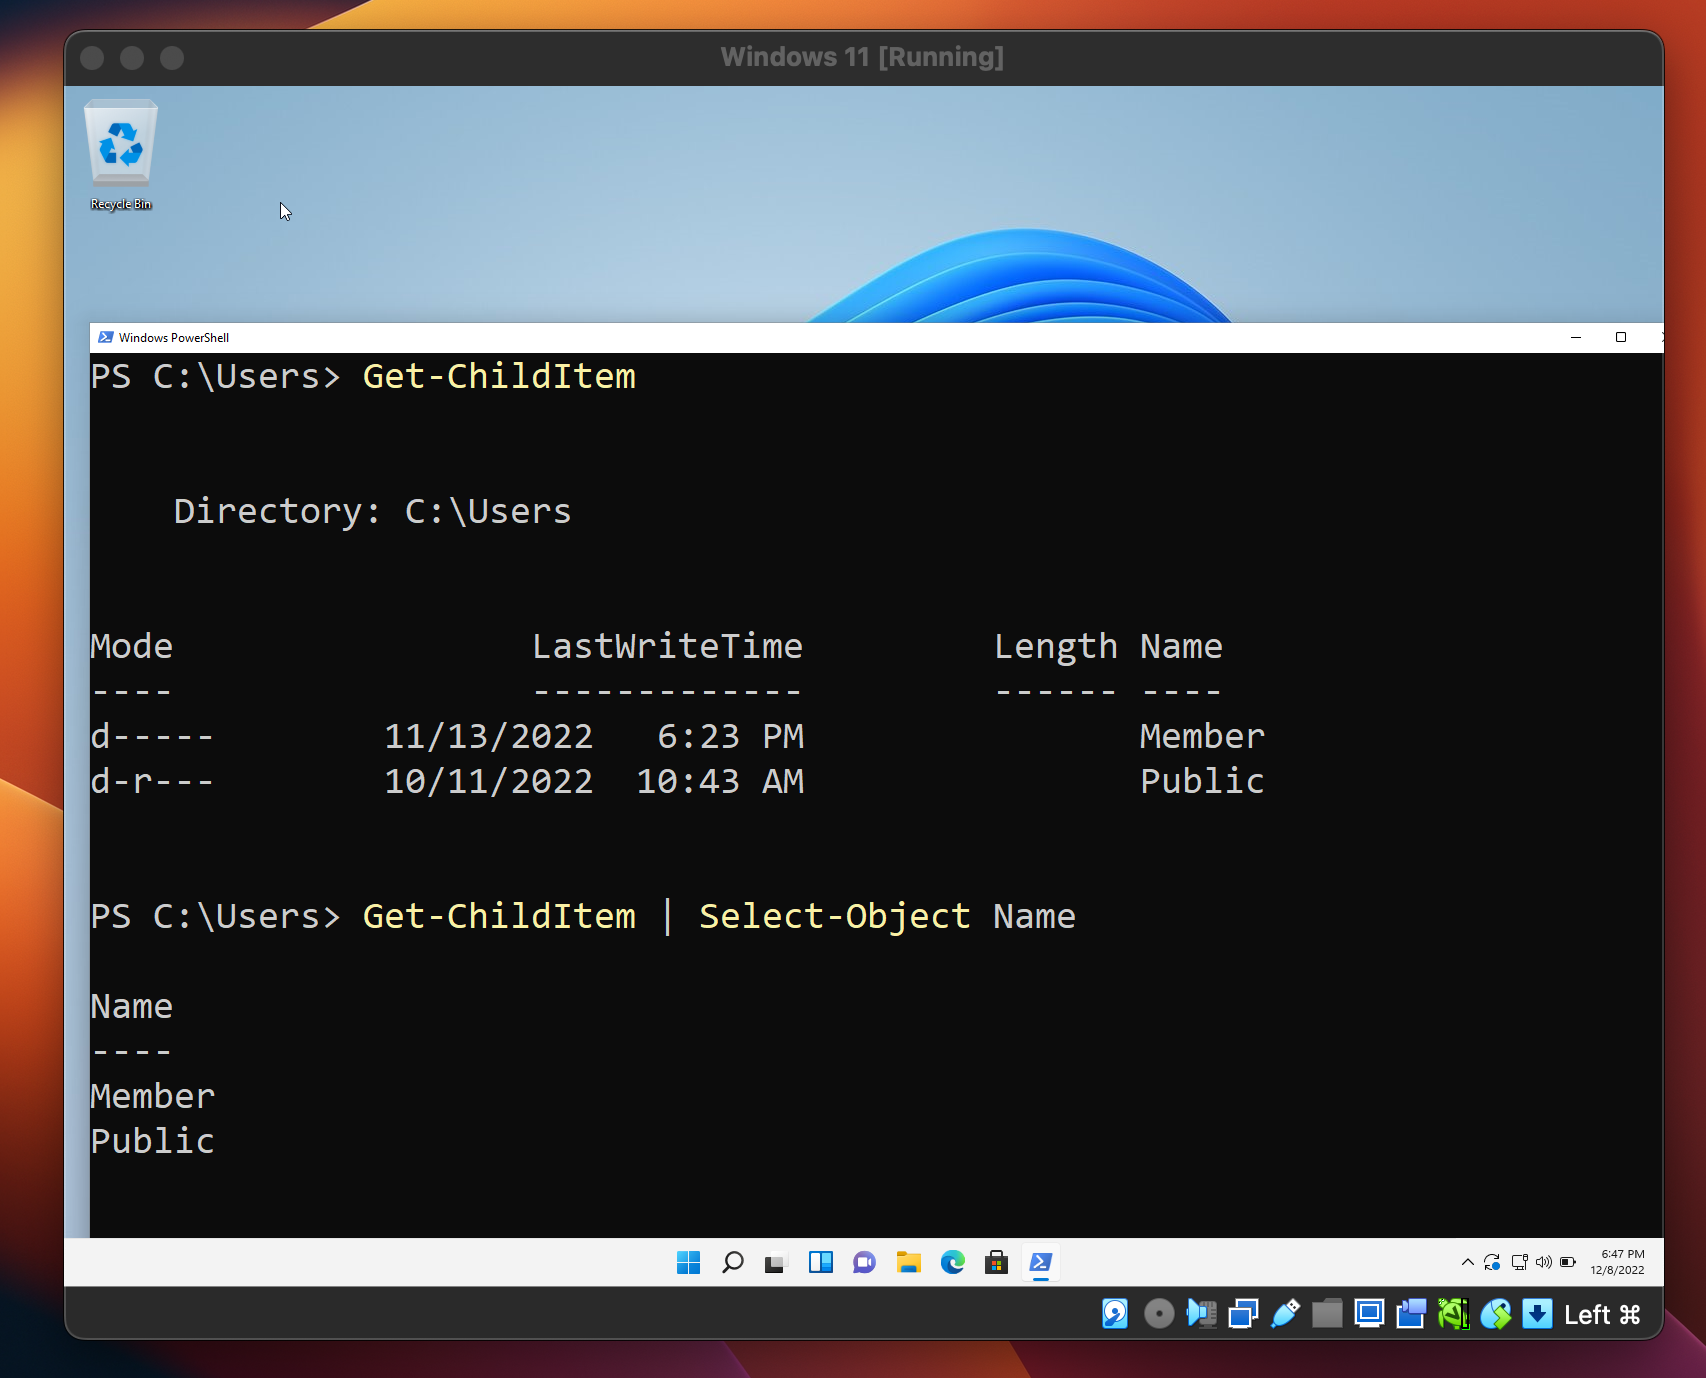 Windows 11 [Running]
Recycle Bin
Windows PowerShell
PS C:\Users> Get-ChildItem
Directory: C:\Users
Mode                 LastWriteTime         Length Name
----                 -------------         ------ ----
d-----        11/13/2022   6:23 PM                Member
d-r---        10/11/2022  10:43 AM                Public
PS C:\Users> Get-ChildItem | Select-Object Name
Name
----
Member
Public
6:47 PM
12/8/2022
Left ⌘